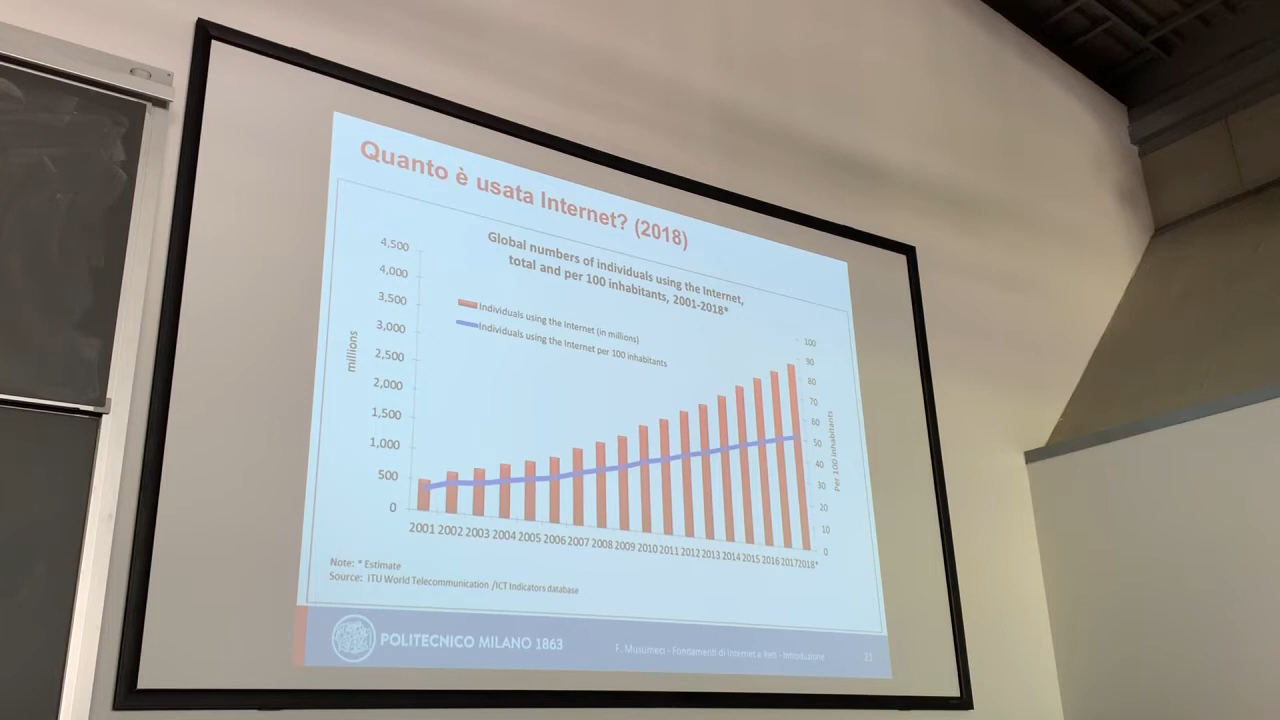 Quanto è usata Internet? (2018)
Global numbers of individuals using the Internet,
total and per 100 inhabitants, 2001-2018*
Individuals using the Internet (in millions)
Individuals using the Internet per 100 inhabitants
millions
4,500
4,000
3,500
3,000
2,500
2,000
1,500
1,000
500
0
100
90
80
70
60
50
40
30
20
10
0
Per 100 inhabitants
2001 2002 2003 2004 2005 2006 2007 2008 2009 2010 2011 2012 2013 2014 2015 2016 2017 2018*
Note: * Estimate
Source: ITU World Telecommunication /ICT Indicators database
POLITECNICO MILANO 1863
F. Musumeci - Fondamenti di Internet e Reti - Introduzione
21